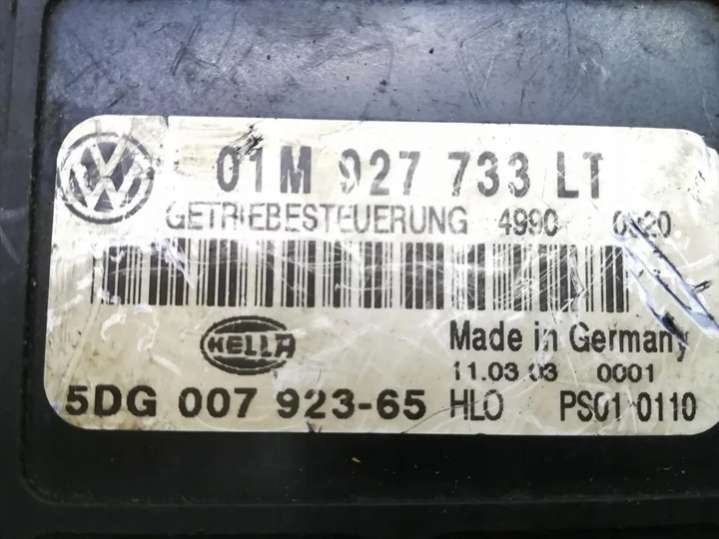 01M 927 733 LT
GETRIEBESTEUERUNG 4990 0020
HELLA
Made in Germany
11.03 03 0001
5DG 007 923-65 HLO PS01 0110